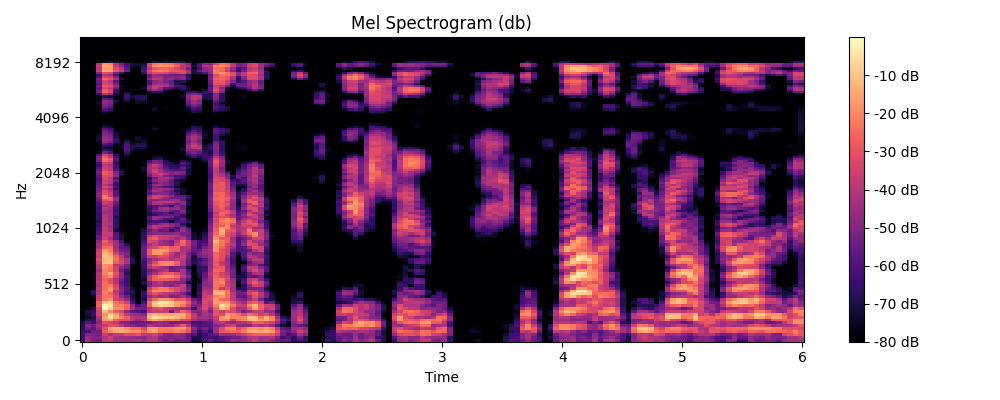 Mel Spectrogram (db)
8192
4096
2048
1024
512
0
Hz
0 1 2 3 4 5 6
Time
-10 dB
-20 dB
-30 dB
-40 dB
-50 dB
-60 dB
-70 dB
-80 dB